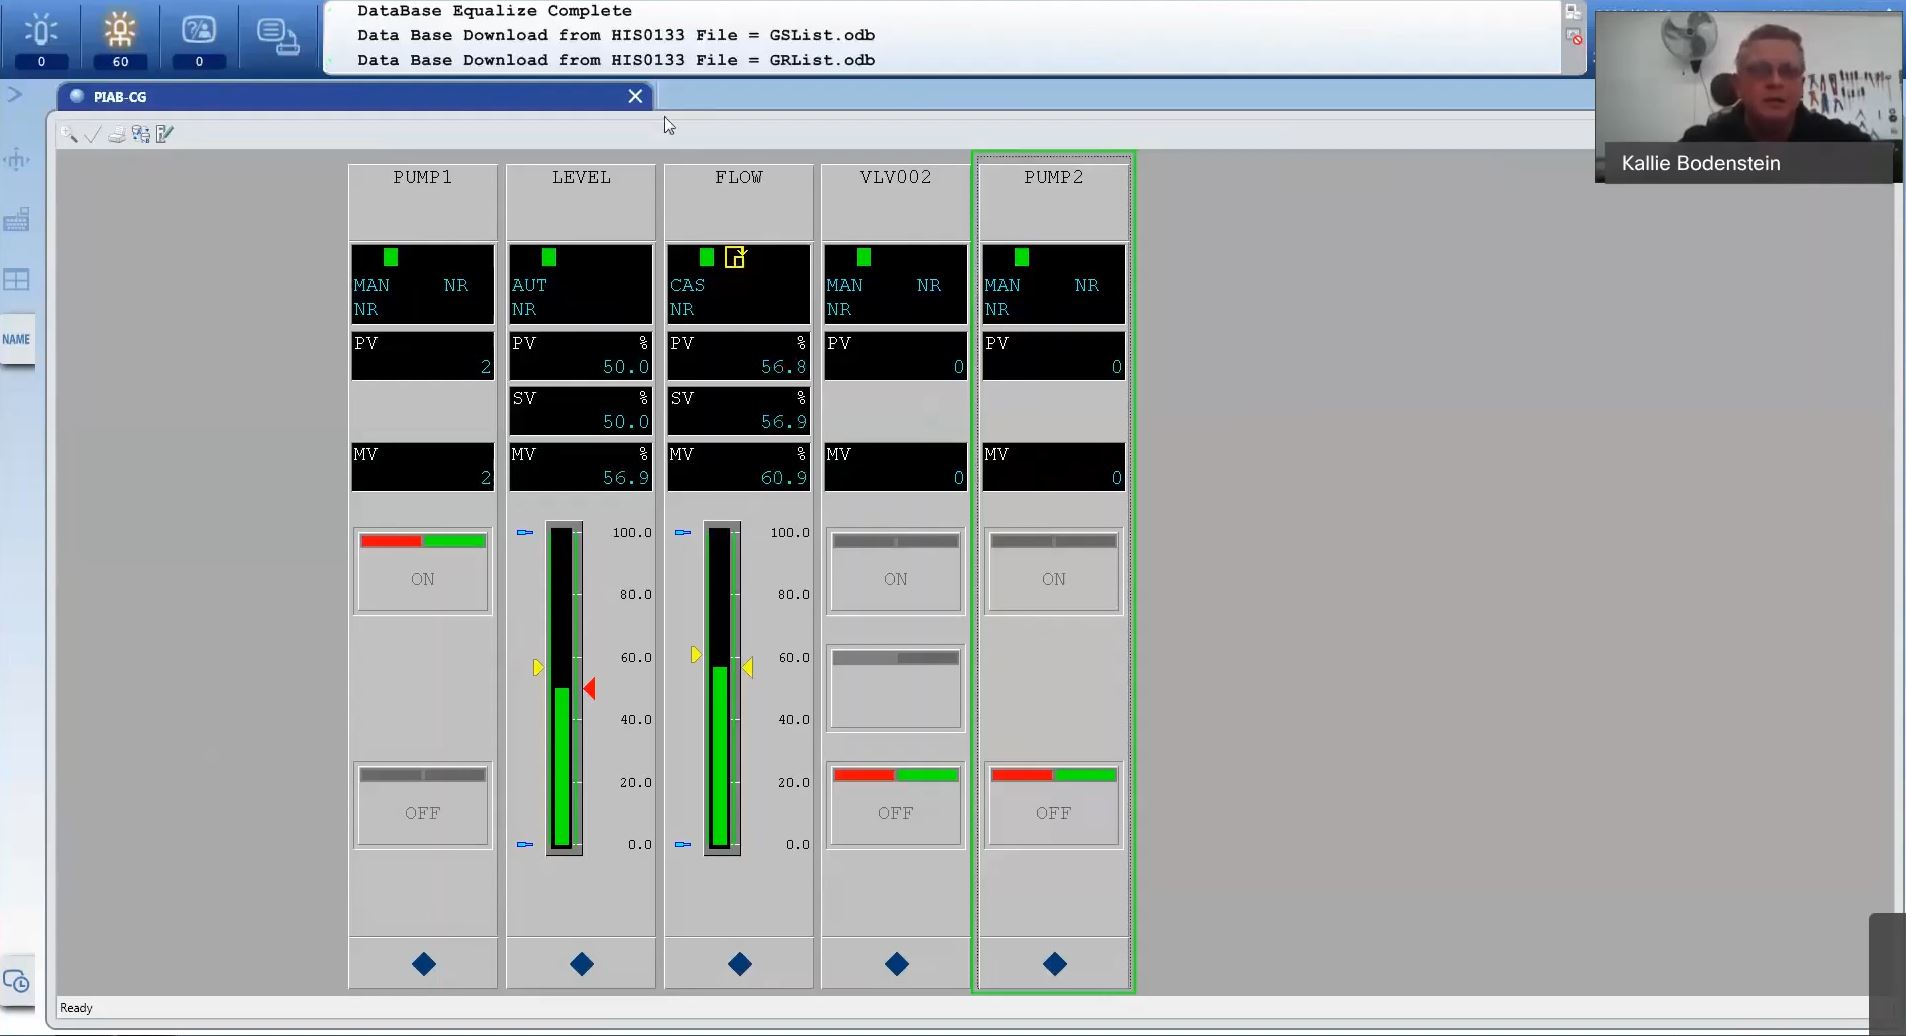 DataBase Equalize Complete
Data Base Download from HIS0133 File = GSList.odb
Data Base Download from HIS0133 File = GRList.odb
0 60 0
PIAB-CG
Kallie Bodenstein
NAME
PUMP1 LEVEL FLOW VLV002 PUMP2
MAN NR AUT CAS MAN NR MAN NR
NR NR NR NR NR
PV PV % PV % PV PV
2 50.0 56.8 0 0
SV % SV %
50.0 56.9
MV MV % MV % MV MV
2 56.9 60.9 0 0
100.0 100.0
ON ON ON
80.0 80.0
60.0 60.0
40.0 40.0
20.0 20.0
OFF OFF OFF
0.0 0.0
Ready